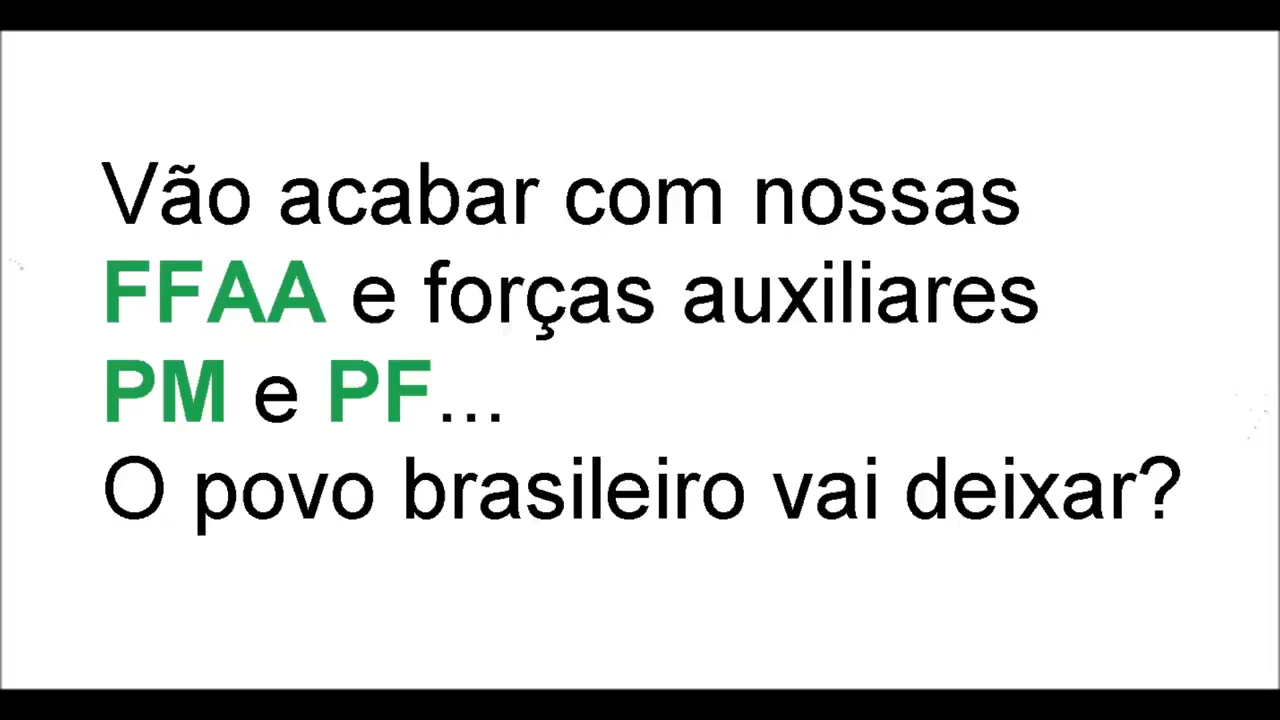 Vão acabar com nossas
FFAA e forças auxiliares
PM e PF...
O povo brasileiro vai deixar?